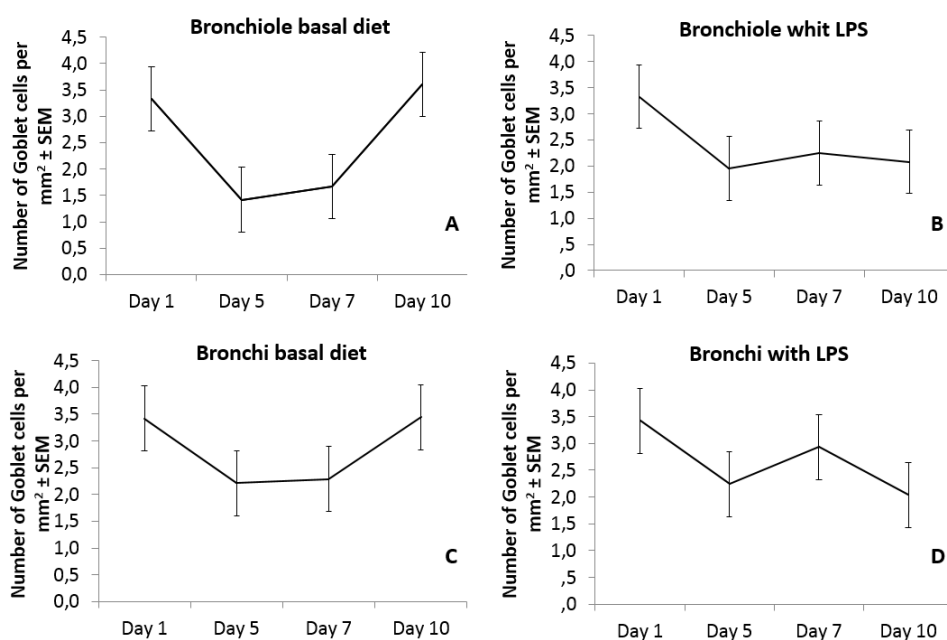 Bronchiole basal diet
Number of Goblet cells per
mm² ± SEM
4,5
4,0
3,5
3,0
2,5
2,0
1,5
1,0
0,5
0,0
A
Day 1 Day 5 Day 7 Day 10
Bronchiole whit LPS
Number of Goblet cells per
mm² ± SEM
4,5
4,0
3,5
3,0
2,5
2,0
1,5
1,0
,5
,0
B
Day 1 Day 5 Day 7 Day 10
Bronchi basal diet
Number of Goblet cells per
mm² ± SEM
4,5
4,0
3,5
3,0
2,5
2,0
1,5
1,0
0,5
0,0
C
Day 1 Day 5 Day 7 Day 10
Bronchi with LPS
Number of Goblet cells per
mm² ± SEM
4,5
4,0
3,5
3,0
2,5
2,0
1,5
1,0
,5
,0
D
Day 1 Day 5 Day 7 Day 10